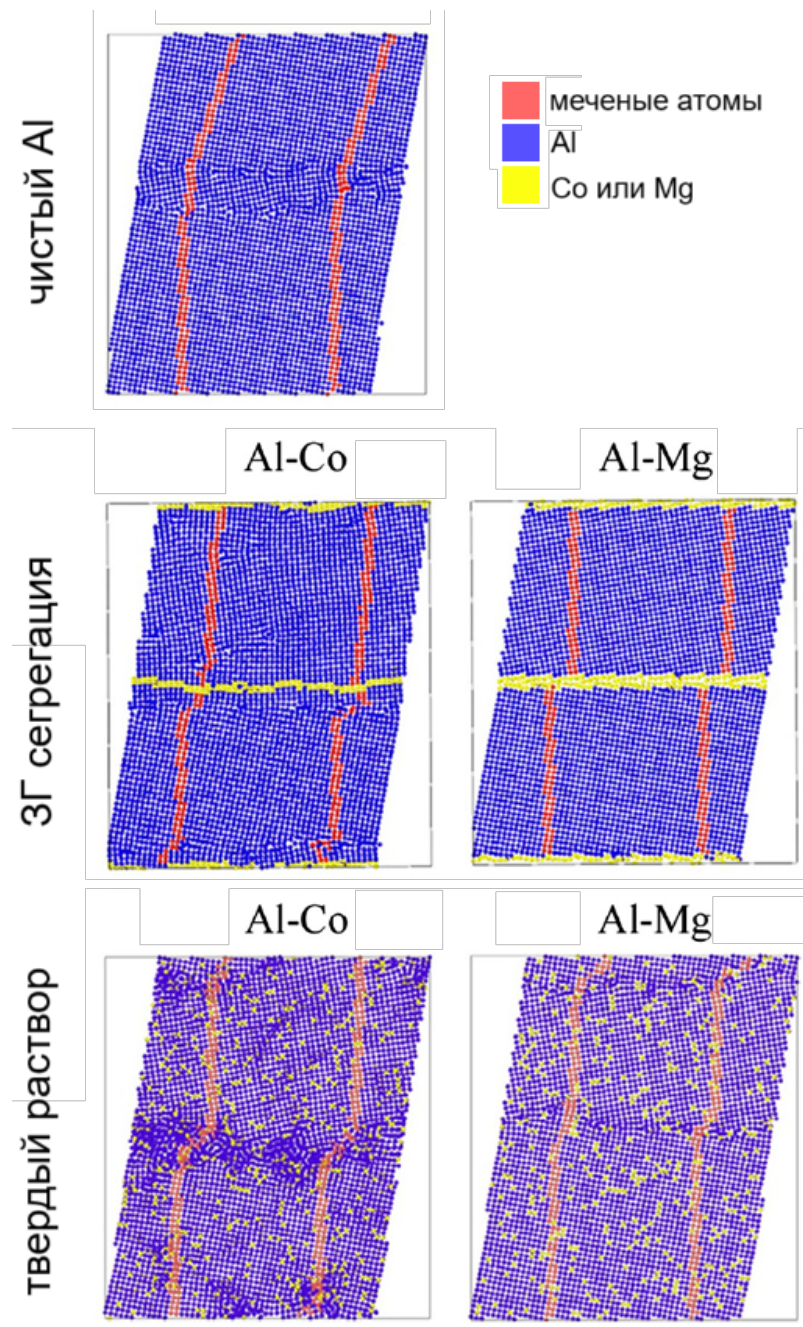 чистый Al
меченые атомы
Al
Co или Mg
ЗГ сегрегация
Al-Co
Al-Mg
твердый раствор
Al-Co
Al-Mg